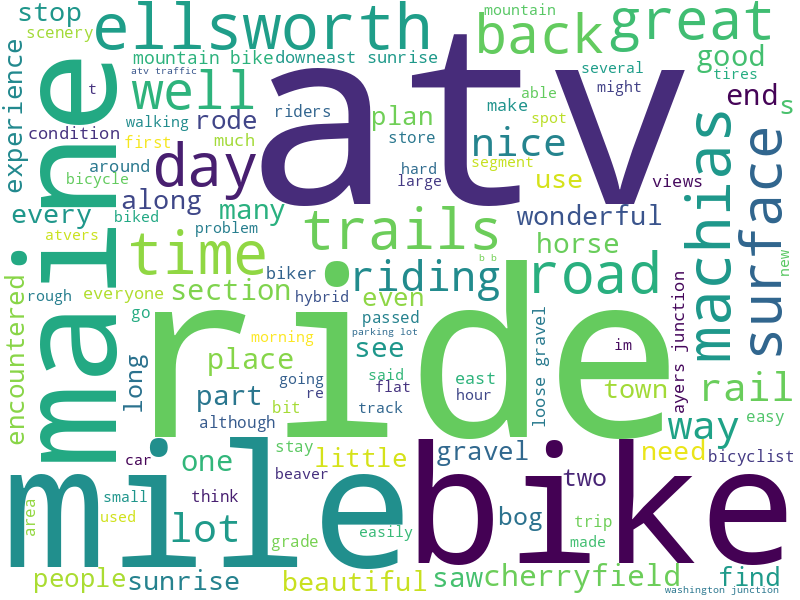 stop
ellsworth
back
mountain
great
scenery
mountain bike
downeast sunrise
good
atv traffic
several
tires
t
well
atv
might
able
end
s
experience
maine
walking
rode
riders
plan
make
condition
first
much
store
spot
nice
day
around
hard
segment
machias
surface
bicycle
large
use
views
every
along
many
biked
problem
trails
wonderful
atvers
time
horse
b b
biker
riding
road
new
rough
everyone
section
hybrid
even
encountered
go
passed
loose gravel
ayers junction
morning
parking lot
ride
see
im
long
place
said
east
going
flat
hour
town
rail
part
re
bit
track
easy
although
way
stay
gravel
need
car
one
little
bicyclist
mile
beaver
bike
two
small
think
area
used
lot
bog
trip
easily
made
grade
people
sunrise
beautiful
saw
cherryfield
find
washington junction